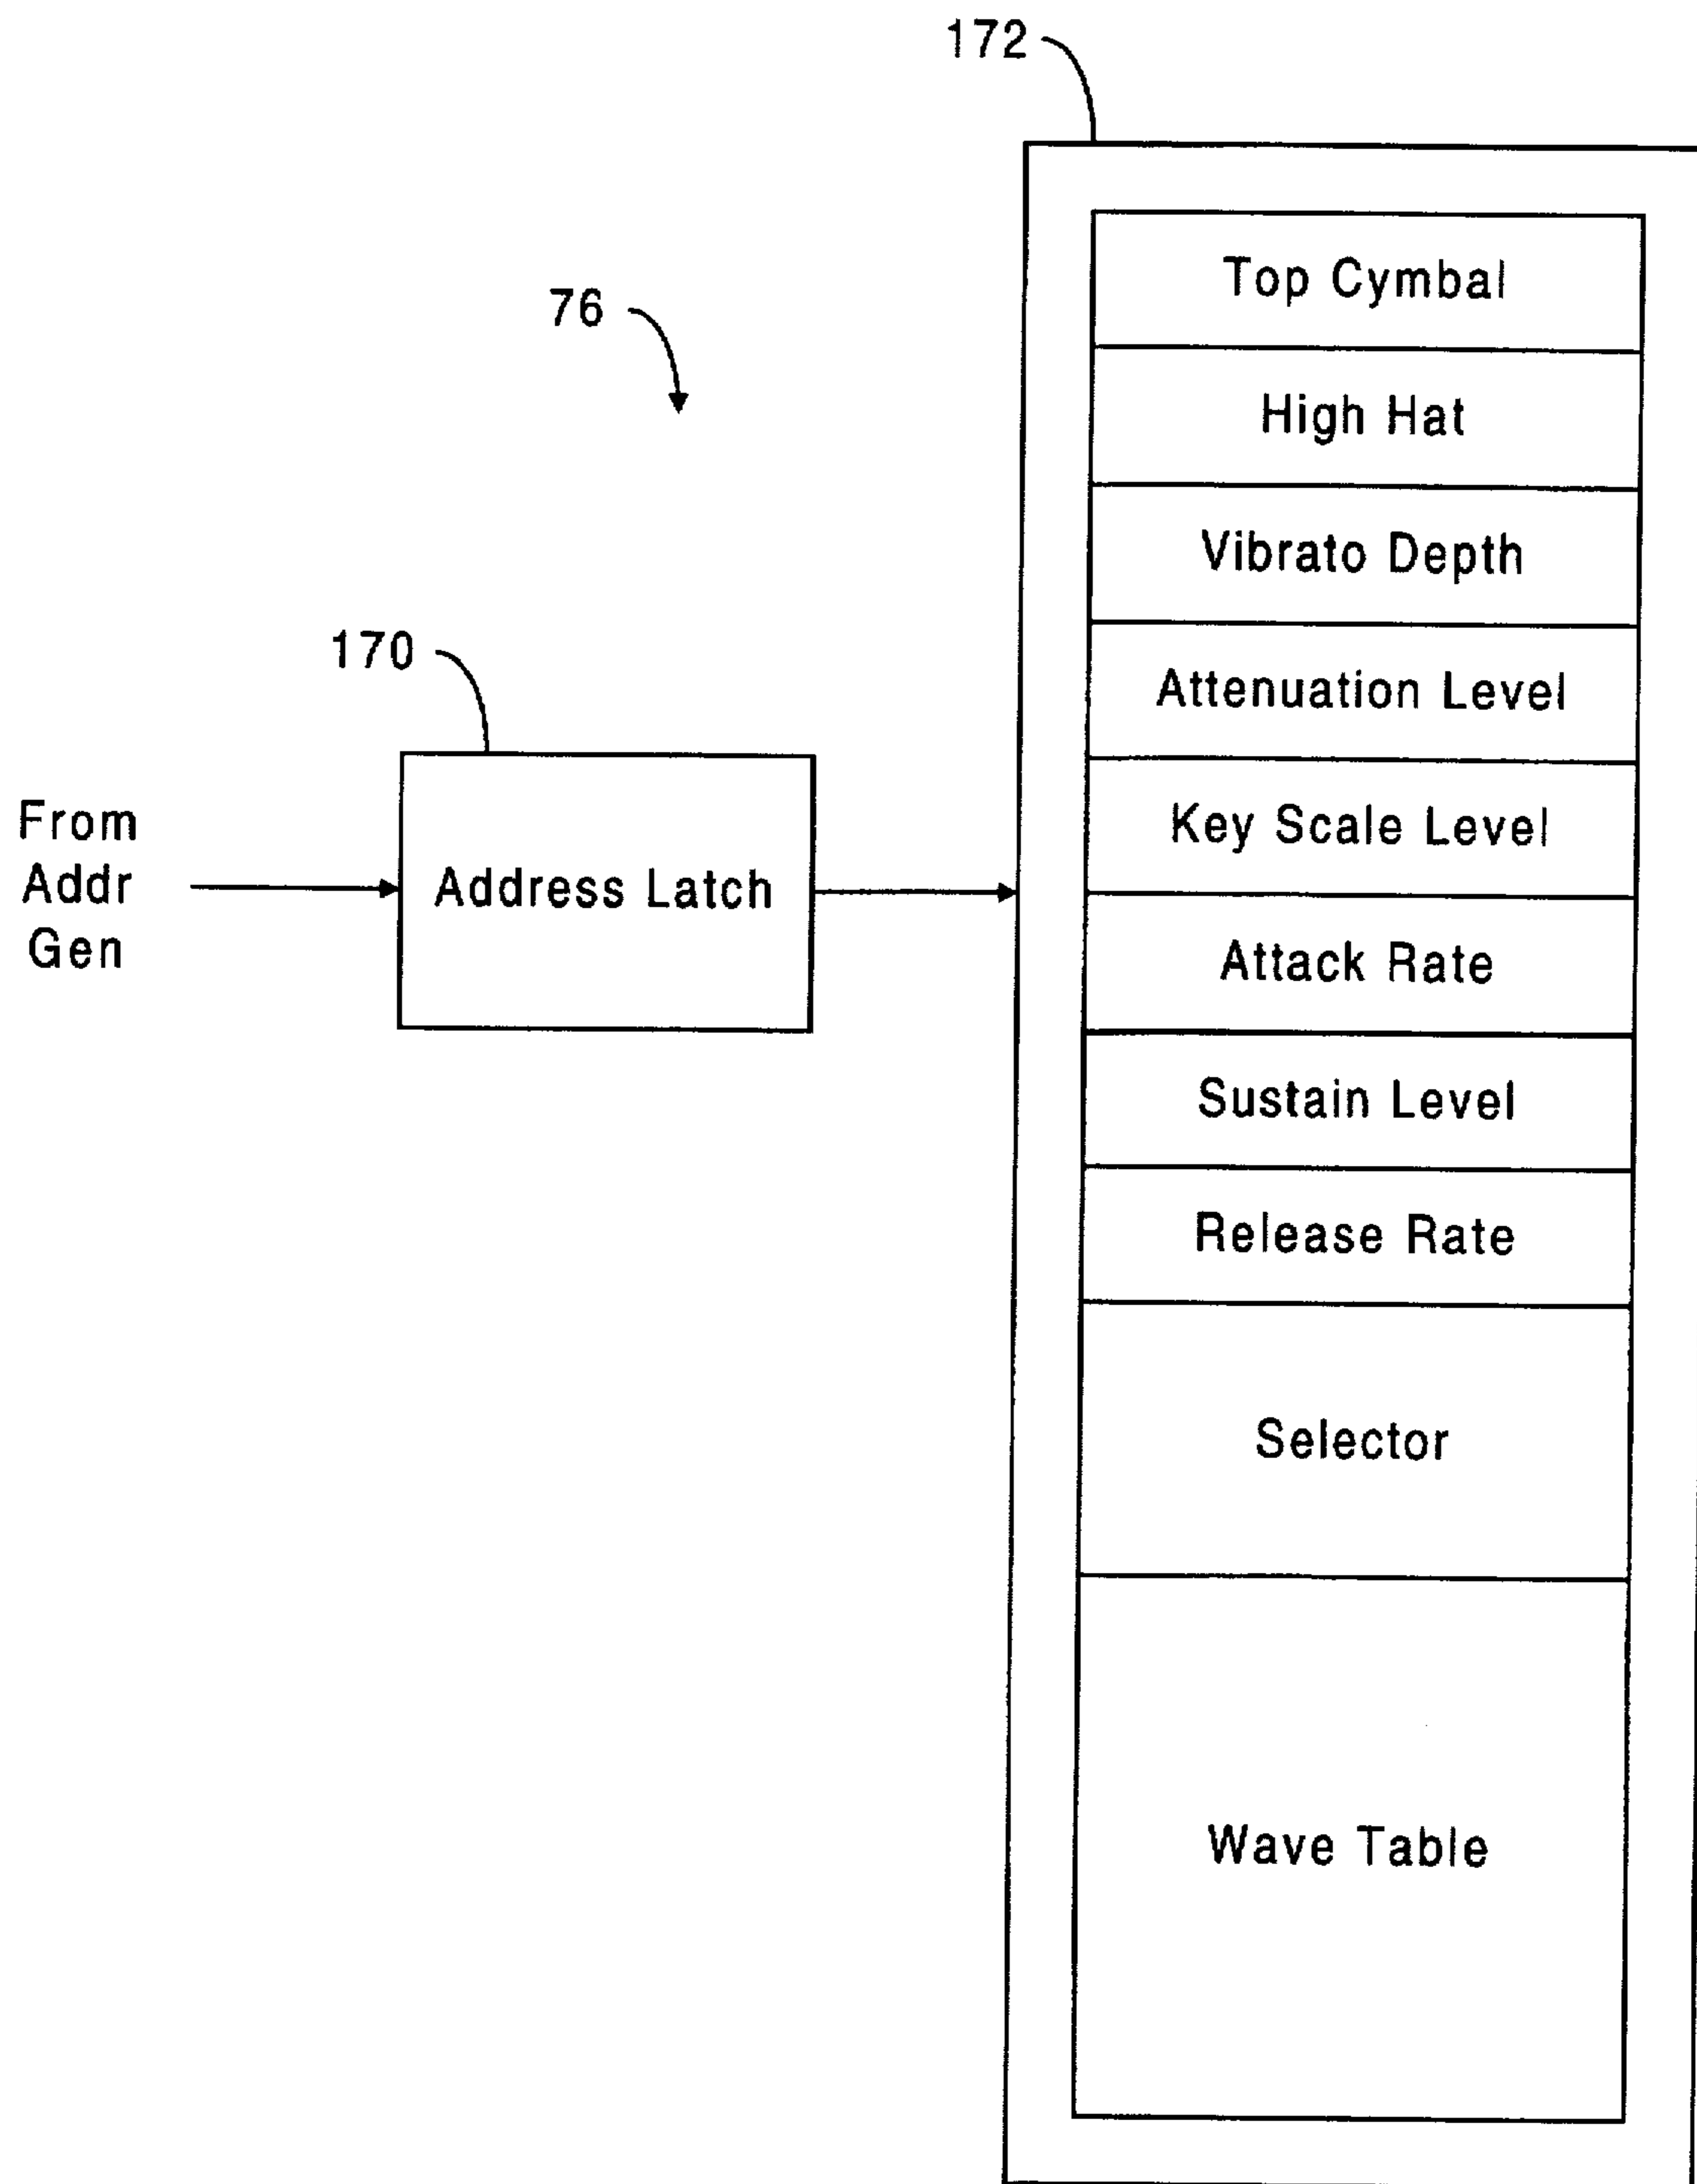 172
Top Cymbal
76
High Hat
Vibrato Depth
170
Attenuation Level
From
Addr
Gen
Address Latch
Key Scale Level
Attack Rate
Sustain Level
Release Rate
Selector
Wave Table